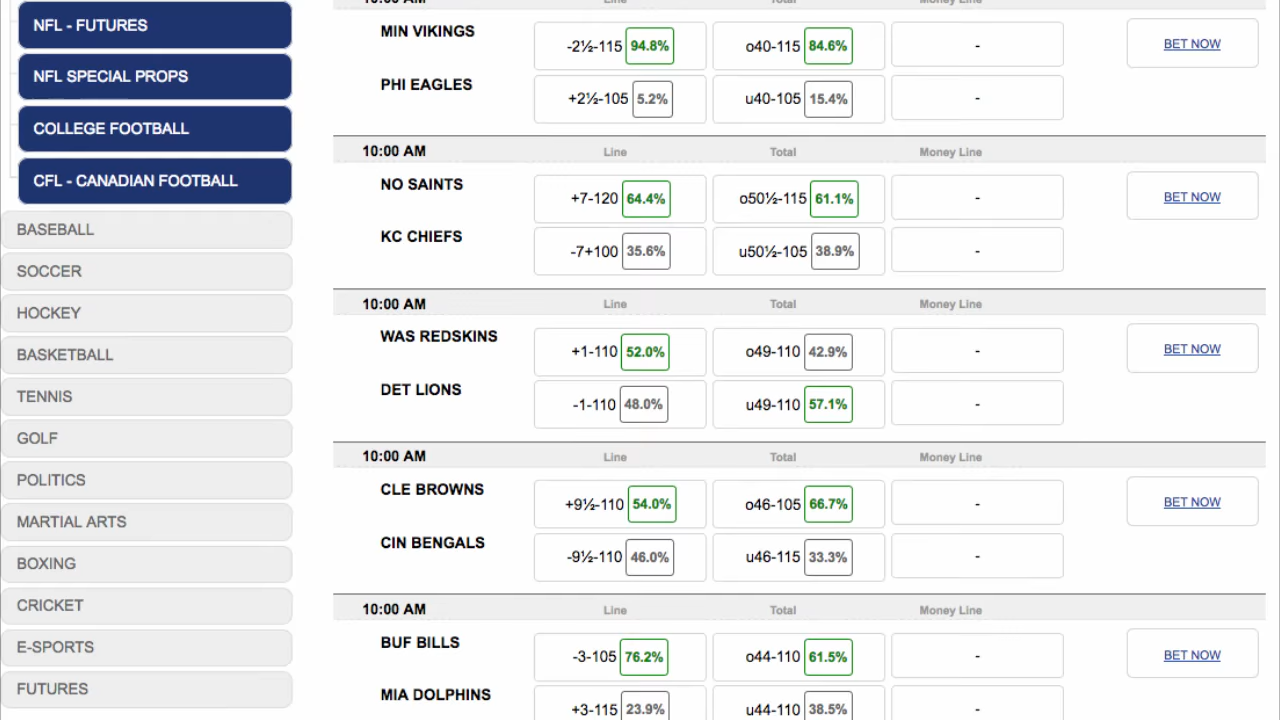 NFL - FUTURES
NFL SPECIAL PROPS
COLLEGE FOOTBALL
CFL - CANADIAN FOOTBALL
BASEBALL
SOCCER
HOCKEY
BASKETBALL
TENNIS
GOLF
POLITICS
MARTIAL ARTS
BOXING
CRICKET
E-SPORTS
FUTURES
10:00 AM Line Total Money Line
MIN VIKINGS -2½-115 94.8% o40-115 84.6% - BET NOW
PHI EAGLES +2½-105 5.2% u40-105 15.4% -
10:00 AM Line Total Money Line
NO SAINTS +7-120 64.4% o50½-115 61.1% - BET NOW
KC CHIEFS -7+100 35.6% u50½-105 38.9% -
10:00 AM Line Total Money Line
WAS REDSKINS +1-110 52.0% o49-110 42.9% - BET NOW
DET LIONS -1-110 48.0% u49-110 57.1% -
10:00 AM Line Total Money Line
CLE BROWNS +9½-110 54.0% o46-105 66.7% - BET NOW
CIN BENGALS -9½-110 46.0% u46-115 33.3% -
10:00 AM Line Total Money Line
BUF BILLS -3-105 76.2% o44-110 61.5% - BET NOW
MIA DOLPHINS +3-115 23.9% u44-110 38.5%